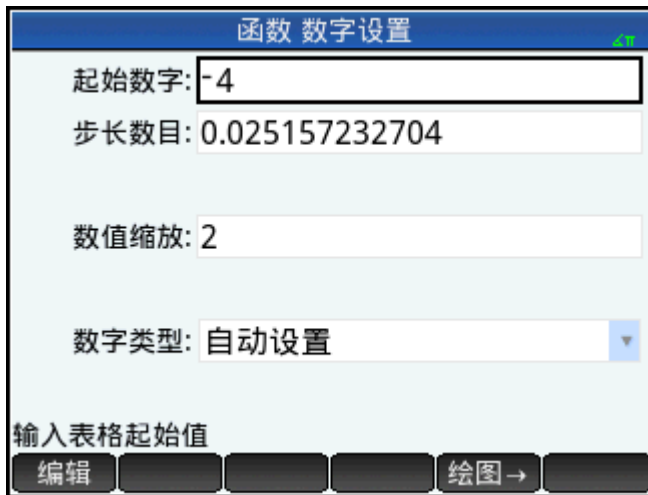 函数 数字设置
∡π
起始数字: -4
步长数目: 0.025157232704
数值缩放: 2
数字类型: 自动设置
输入表格起始值
编辑 绘图→